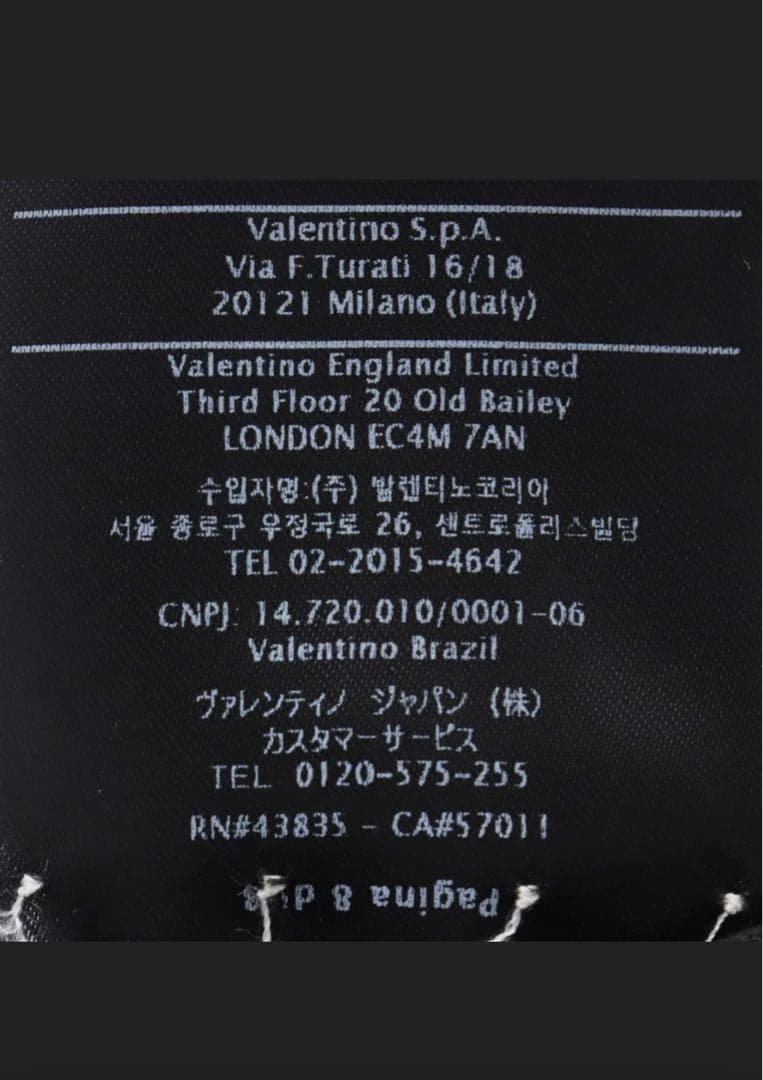 Valentino S.p.A.
Via F.Turati 16/18
20121 Milano (Italy)
Valentino England Limited
Third Floor 20 Old Bailey
LONDON EC4M 7AN
수입자명:(주) 발렌티노코리아
서울 종로구 우정국로 26, 센트로폴리스빌딩
TEL 02-2015-4642
CNPJ: 14.720.010/0001-06
Valentino Brazil
ヴァレンティノ ジャパン (株)
カスタマーサービス
TEL 0120-575-255
RN#43835 - CA#57011
Pagina 8 di 8